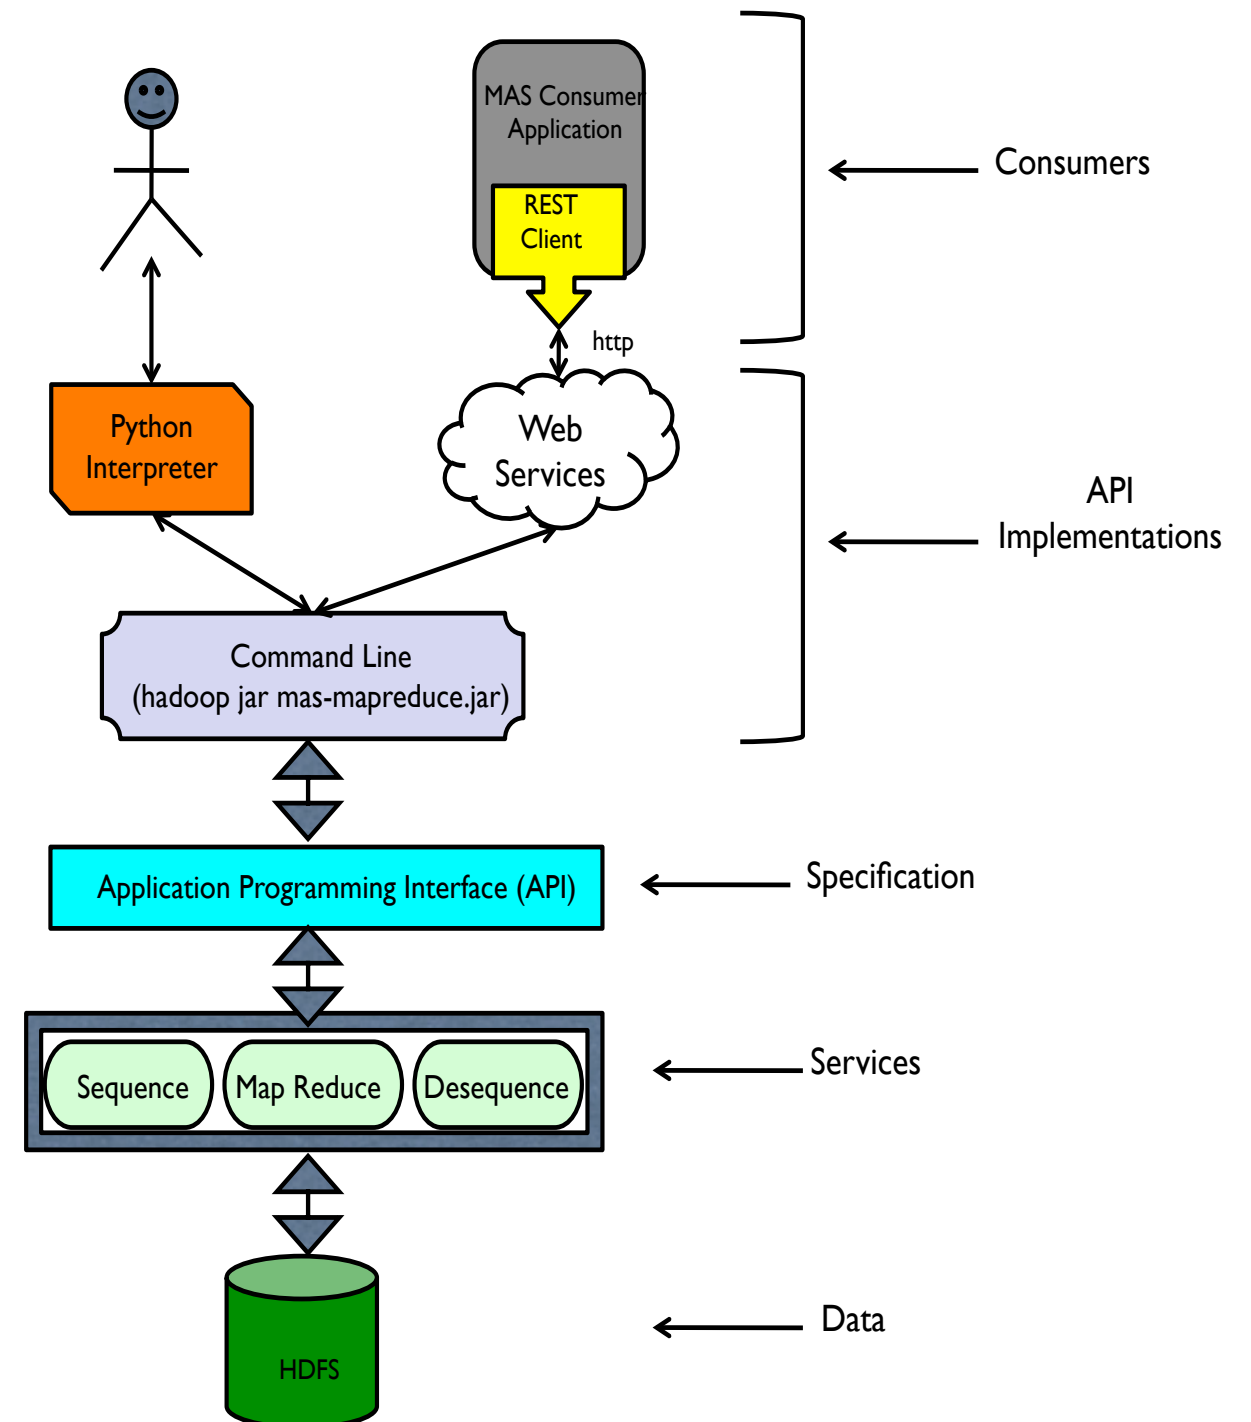 MAS Consumer
Application
REST
Client
Consumers
http
Python
Interpreter
Web
Services
API
Implementations
Command Line
(hadoop jar mas-mapreduce.jar)
Application Programming Interface (API)
Specification
Sequence
Map Reduce
Desequence
Services
HDFS
Data